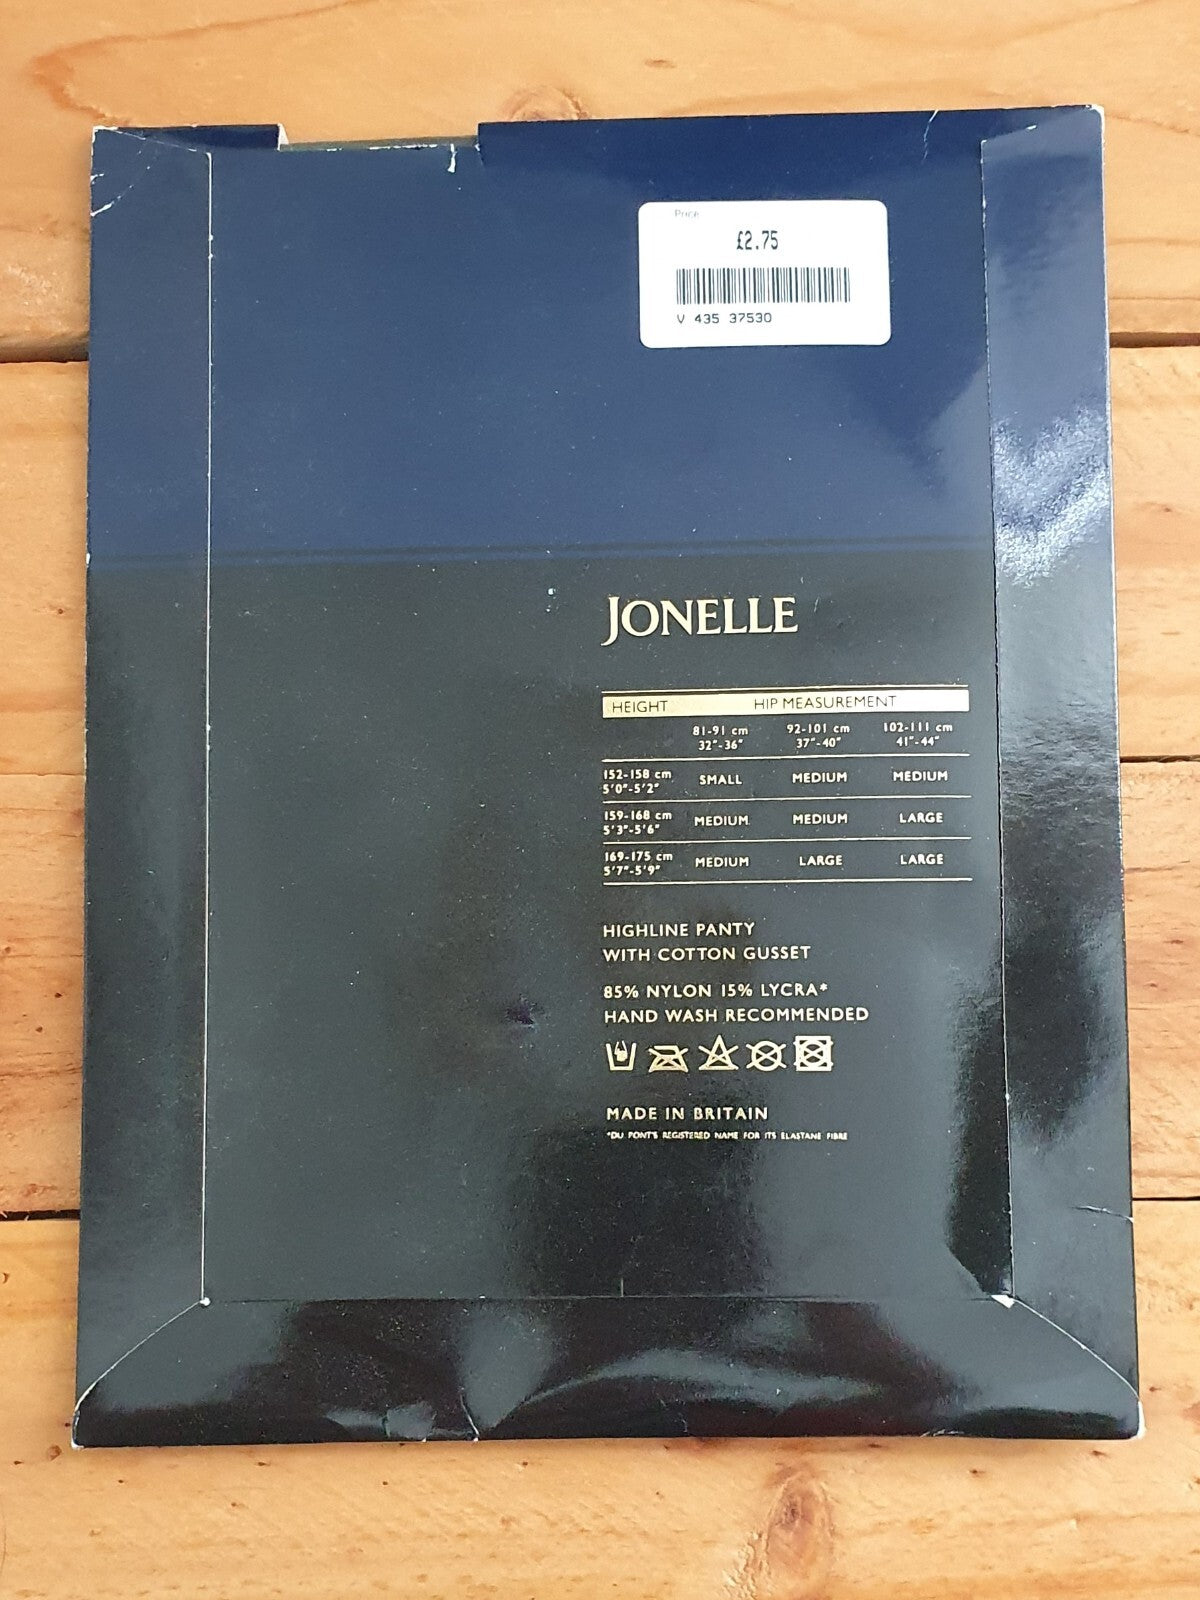 Price
£2.75
V 435 37530
JONELLE
HEIGHT HIP MEASUREMENT
81-91 cm 92-101 cm 102-111 cm
32"-36" 37"-40" 41"-44"
152-158 cm SMALL MEDIUM MEDIUM
5'0"-5'2"
159-168 cm MEDIUM MEDIUM LARGE
5'3"-5'6"
169-175 cm MEDIUM LARGE LARGE
5'7"-5'9"
HIGHLINE PANTY
WITH COTTON GUSSET
85% NYLON 15% LYCRA*
HAND WASH RECOMMENDED
MADE IN BRITAIN
*DU PONT'S REGISTERED NAME FOR ITS ELASTANE FIBRE